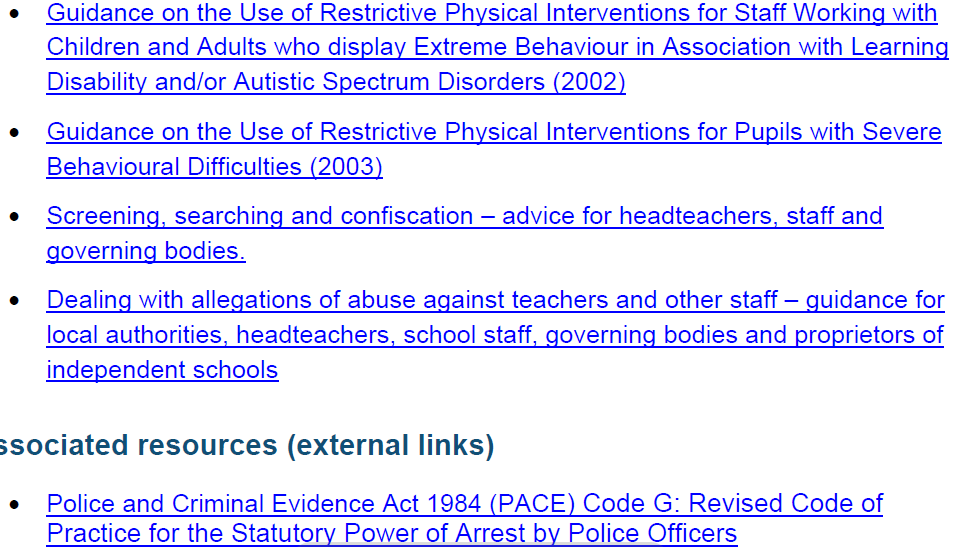 • Guidance on the Use of Restrictive Physical Interventions for Staff Working with
Children and Adults who display Extreme Behaviour in Association with Learning
Disability and/or Autistic Spectrum Disorders (2002)
• Guidance on the Use of Restrictive Physical Interventions for Pupils with Severe
Behavioural Difficulties (2003)
• Screening, searching and confiscation – advice for headteachers, staff and
governing bodies.
• Dealing with allegations of abuse against teachers and other staff – guidance for
local authorities, headteachers, school staff, governing bodies and proprietors of
independent schools
ssociated resources (external links)
• Police and Criminal Evidence Act 1984 (PACE) Code G: Revised Code of
Practice for the Statutory Power of Arrest by Police Officers